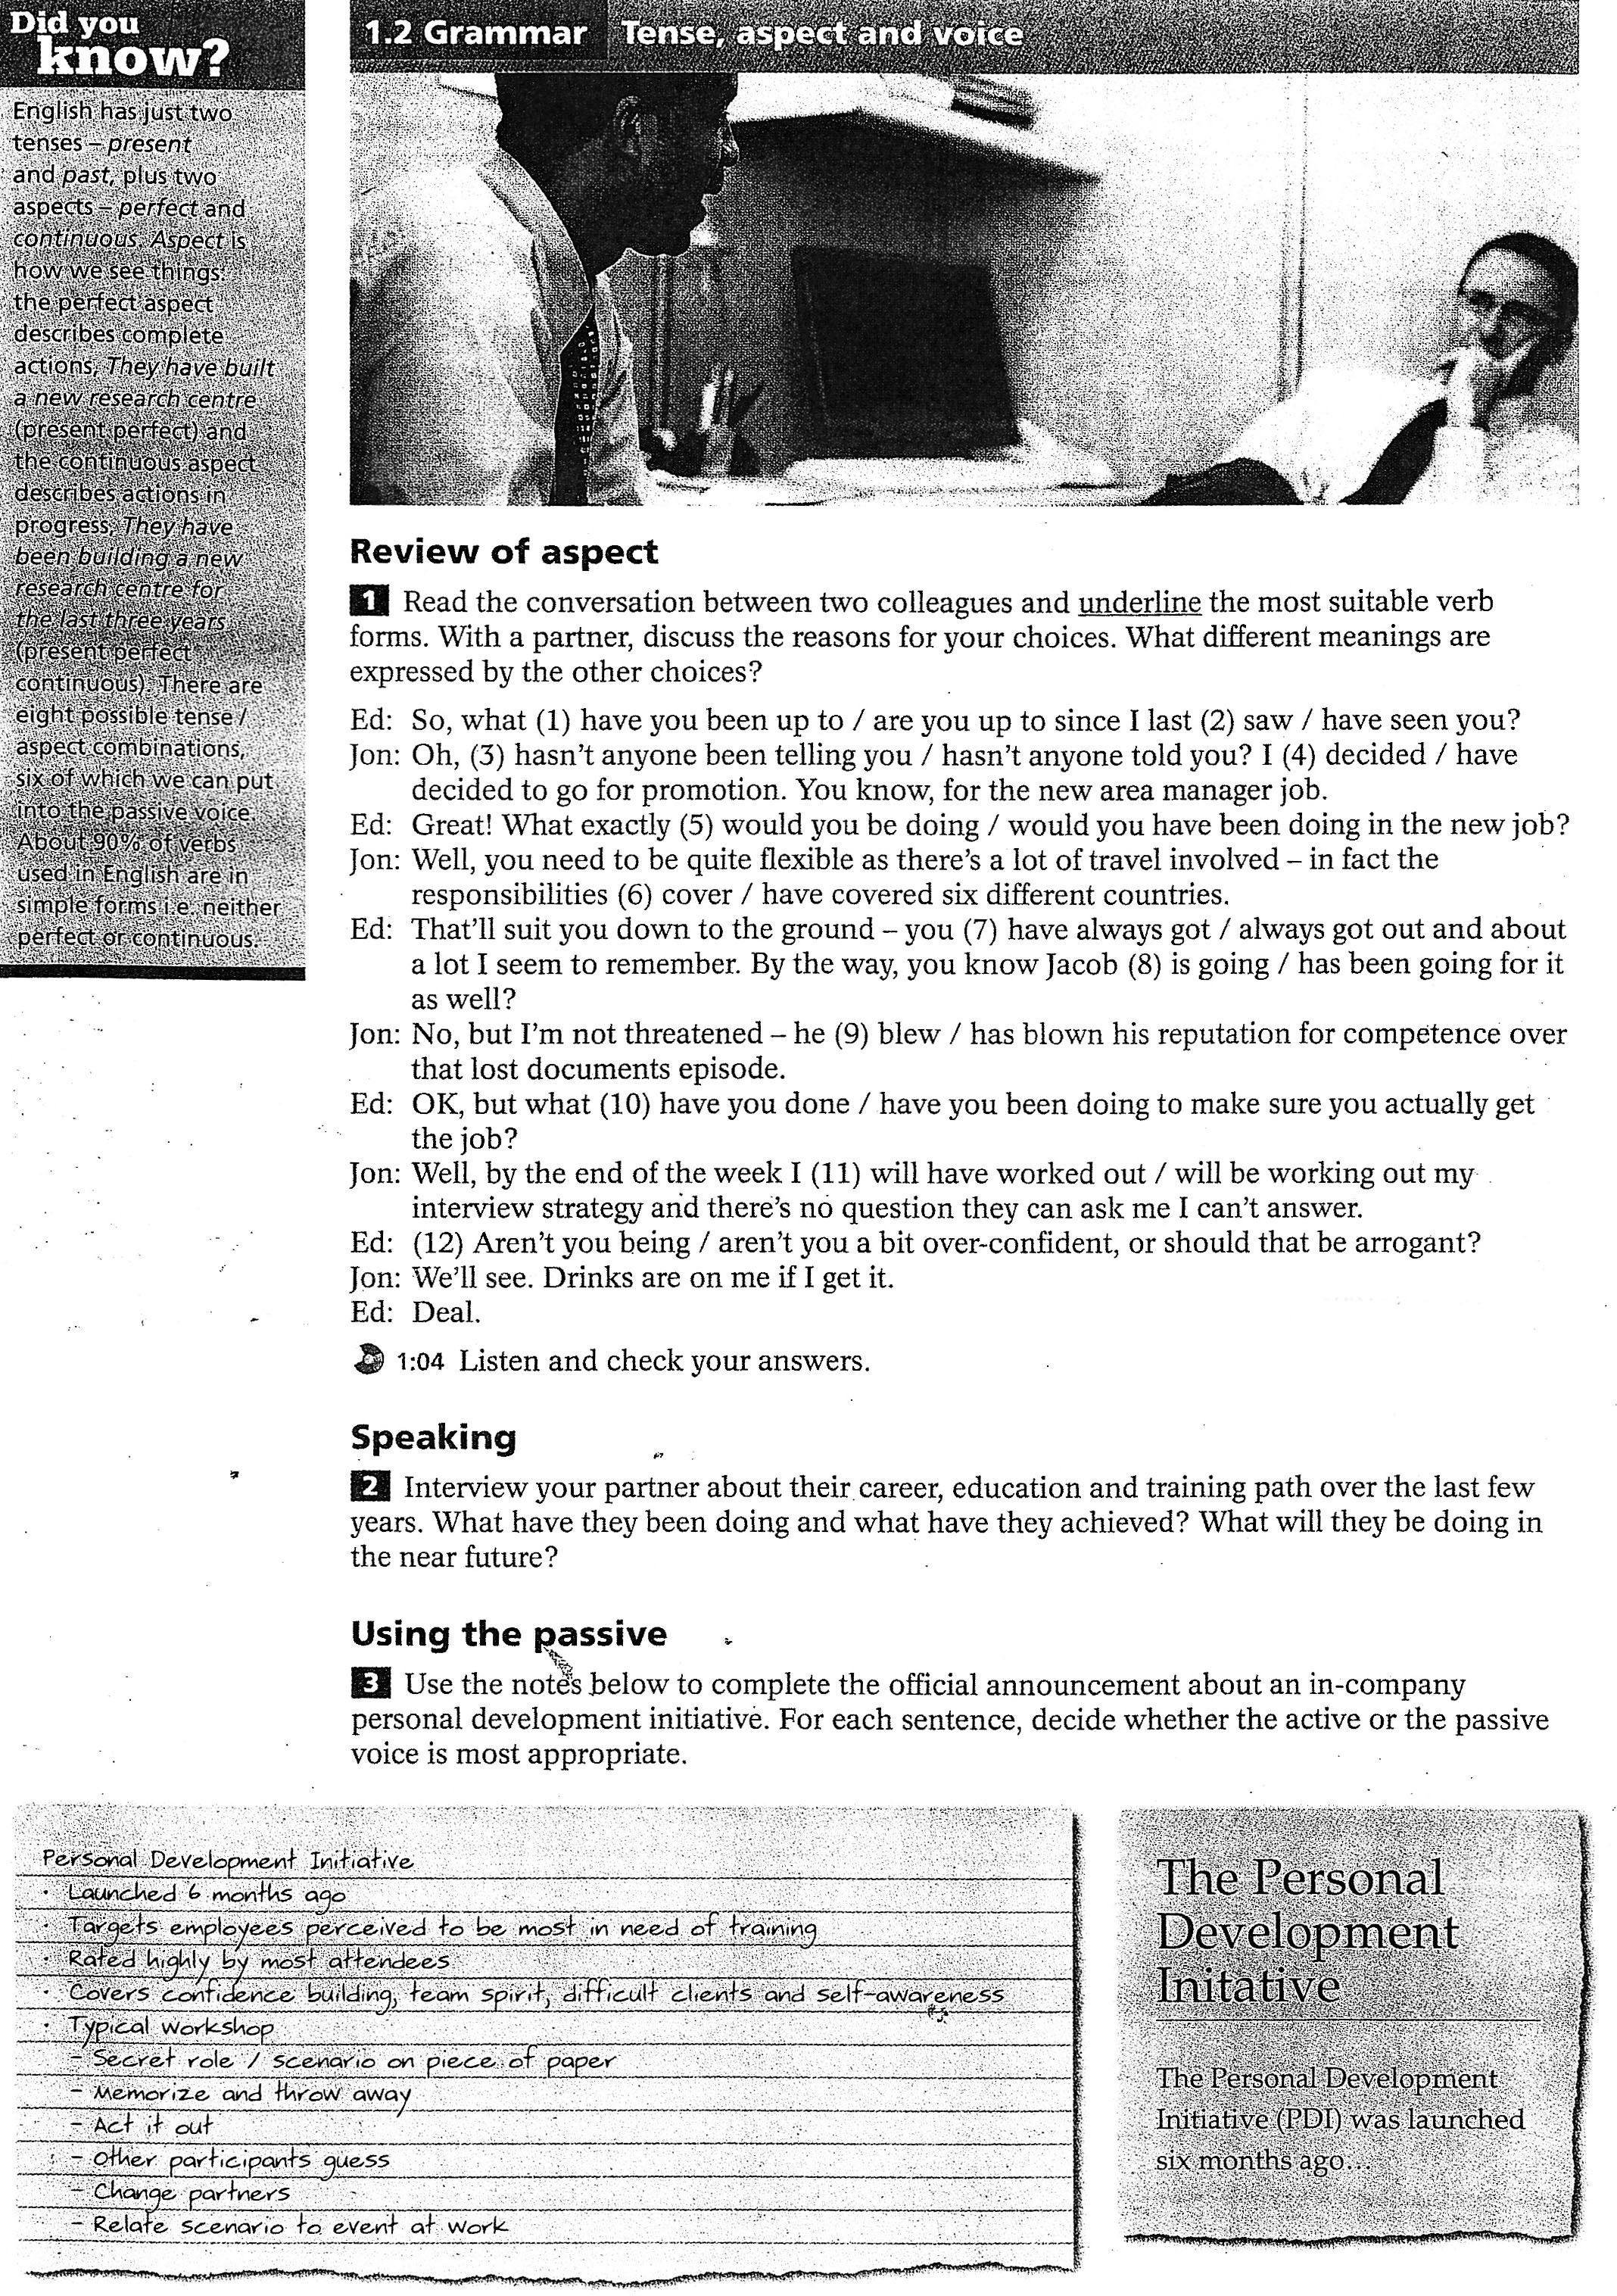 Did you
know?
English has just two
tenses – present
and past, plus two
aspects – perfect and
continuous. Aspect is
how we see things:
the perfect aspect
describes complete
actions, They have built
a new research centre
(present perfect) and
the continuous aspect
describes actions in
progress, They have
been building a new
research centre for
the last three years
(present perfect
continuous). There are
eight possible tense /
aspect combinations,
six of which we can put
into the passive voice.
About 90% of verbs
used in English are in
simple forms i.e. neither
perfect or continuous.
1.2 Grammar Tense, aspect and voice
Review of aspect
1 Read the conversation between two colleagues and underline the most suitable verb
forms. With a partner, discuss the reasons for your choices. What different meanings are
expressed by the other choices?
Ed: So, what (1) have you been up to / are you up to since I last (2) saw / have seen you?
Jon: Oh, (3) hasn't anyone been telling you / hasn't anyone told you? I (4) decided / have
decided to go for promotion. You know, for the new area manager job.
Ed: Great! What exactly (5) would you be doing / would you have been doing in the new job?
Jon: Well, you need to be quite flexible as there's a lot of travel involved – in fact the
responsibilities (6) cover / have covered six different countries.
Ed: That'll suit you down to the ground – you (7) have always got / always got out and about
a lot I seem to remember. By the way, you know Jacob (8) is going / has been going for it
as well?
Jon: No, but I'm not threatened – he (9) blew / has blown his reputation for competence over
that lost documents episode.
Ed: OK, but what (10) have you done / have you been doing to make sure you actually get
the job?
Jon: Well, by the end of the week I (11) will have worked out / will be working out my
interview strategy and there's no question they can ask me I can't answer.
Ed: (12) Aren't you being / aren't you a bit over-confident, or should that be arrogant?
Jon: We'll see. Drinks are on me if I get it.
Ed: Deal.
1:04 Listen and check your answers.
Speaking
2 Interview your partner about their career, education and training path over the last few
years. What have they been doing and what have they achieved? What will they be doing in
the near future?
Using the passive
3 Use the notes below to complete the official announcement about an in-company
personal development initiative. For each sentence, decide whether the active or the passive
voice is most appropriate.
Personal Development Initiative
· Launched 6 months ago
· Targets employees perceived to be most in need of training
· Rated highly by most attendees
· Covers confidence building, team spirit, difficult clients and self-awareness
· Typical workshop
– Secret role / scenario on piece of paper
– Memorize and throw away
– Act it out
– Other participants guess
– Change partners
– Relate scenario to event at work
The Personal
Development
Initative
The Personal Development
Initiative (PDI) was launched
six months ago...